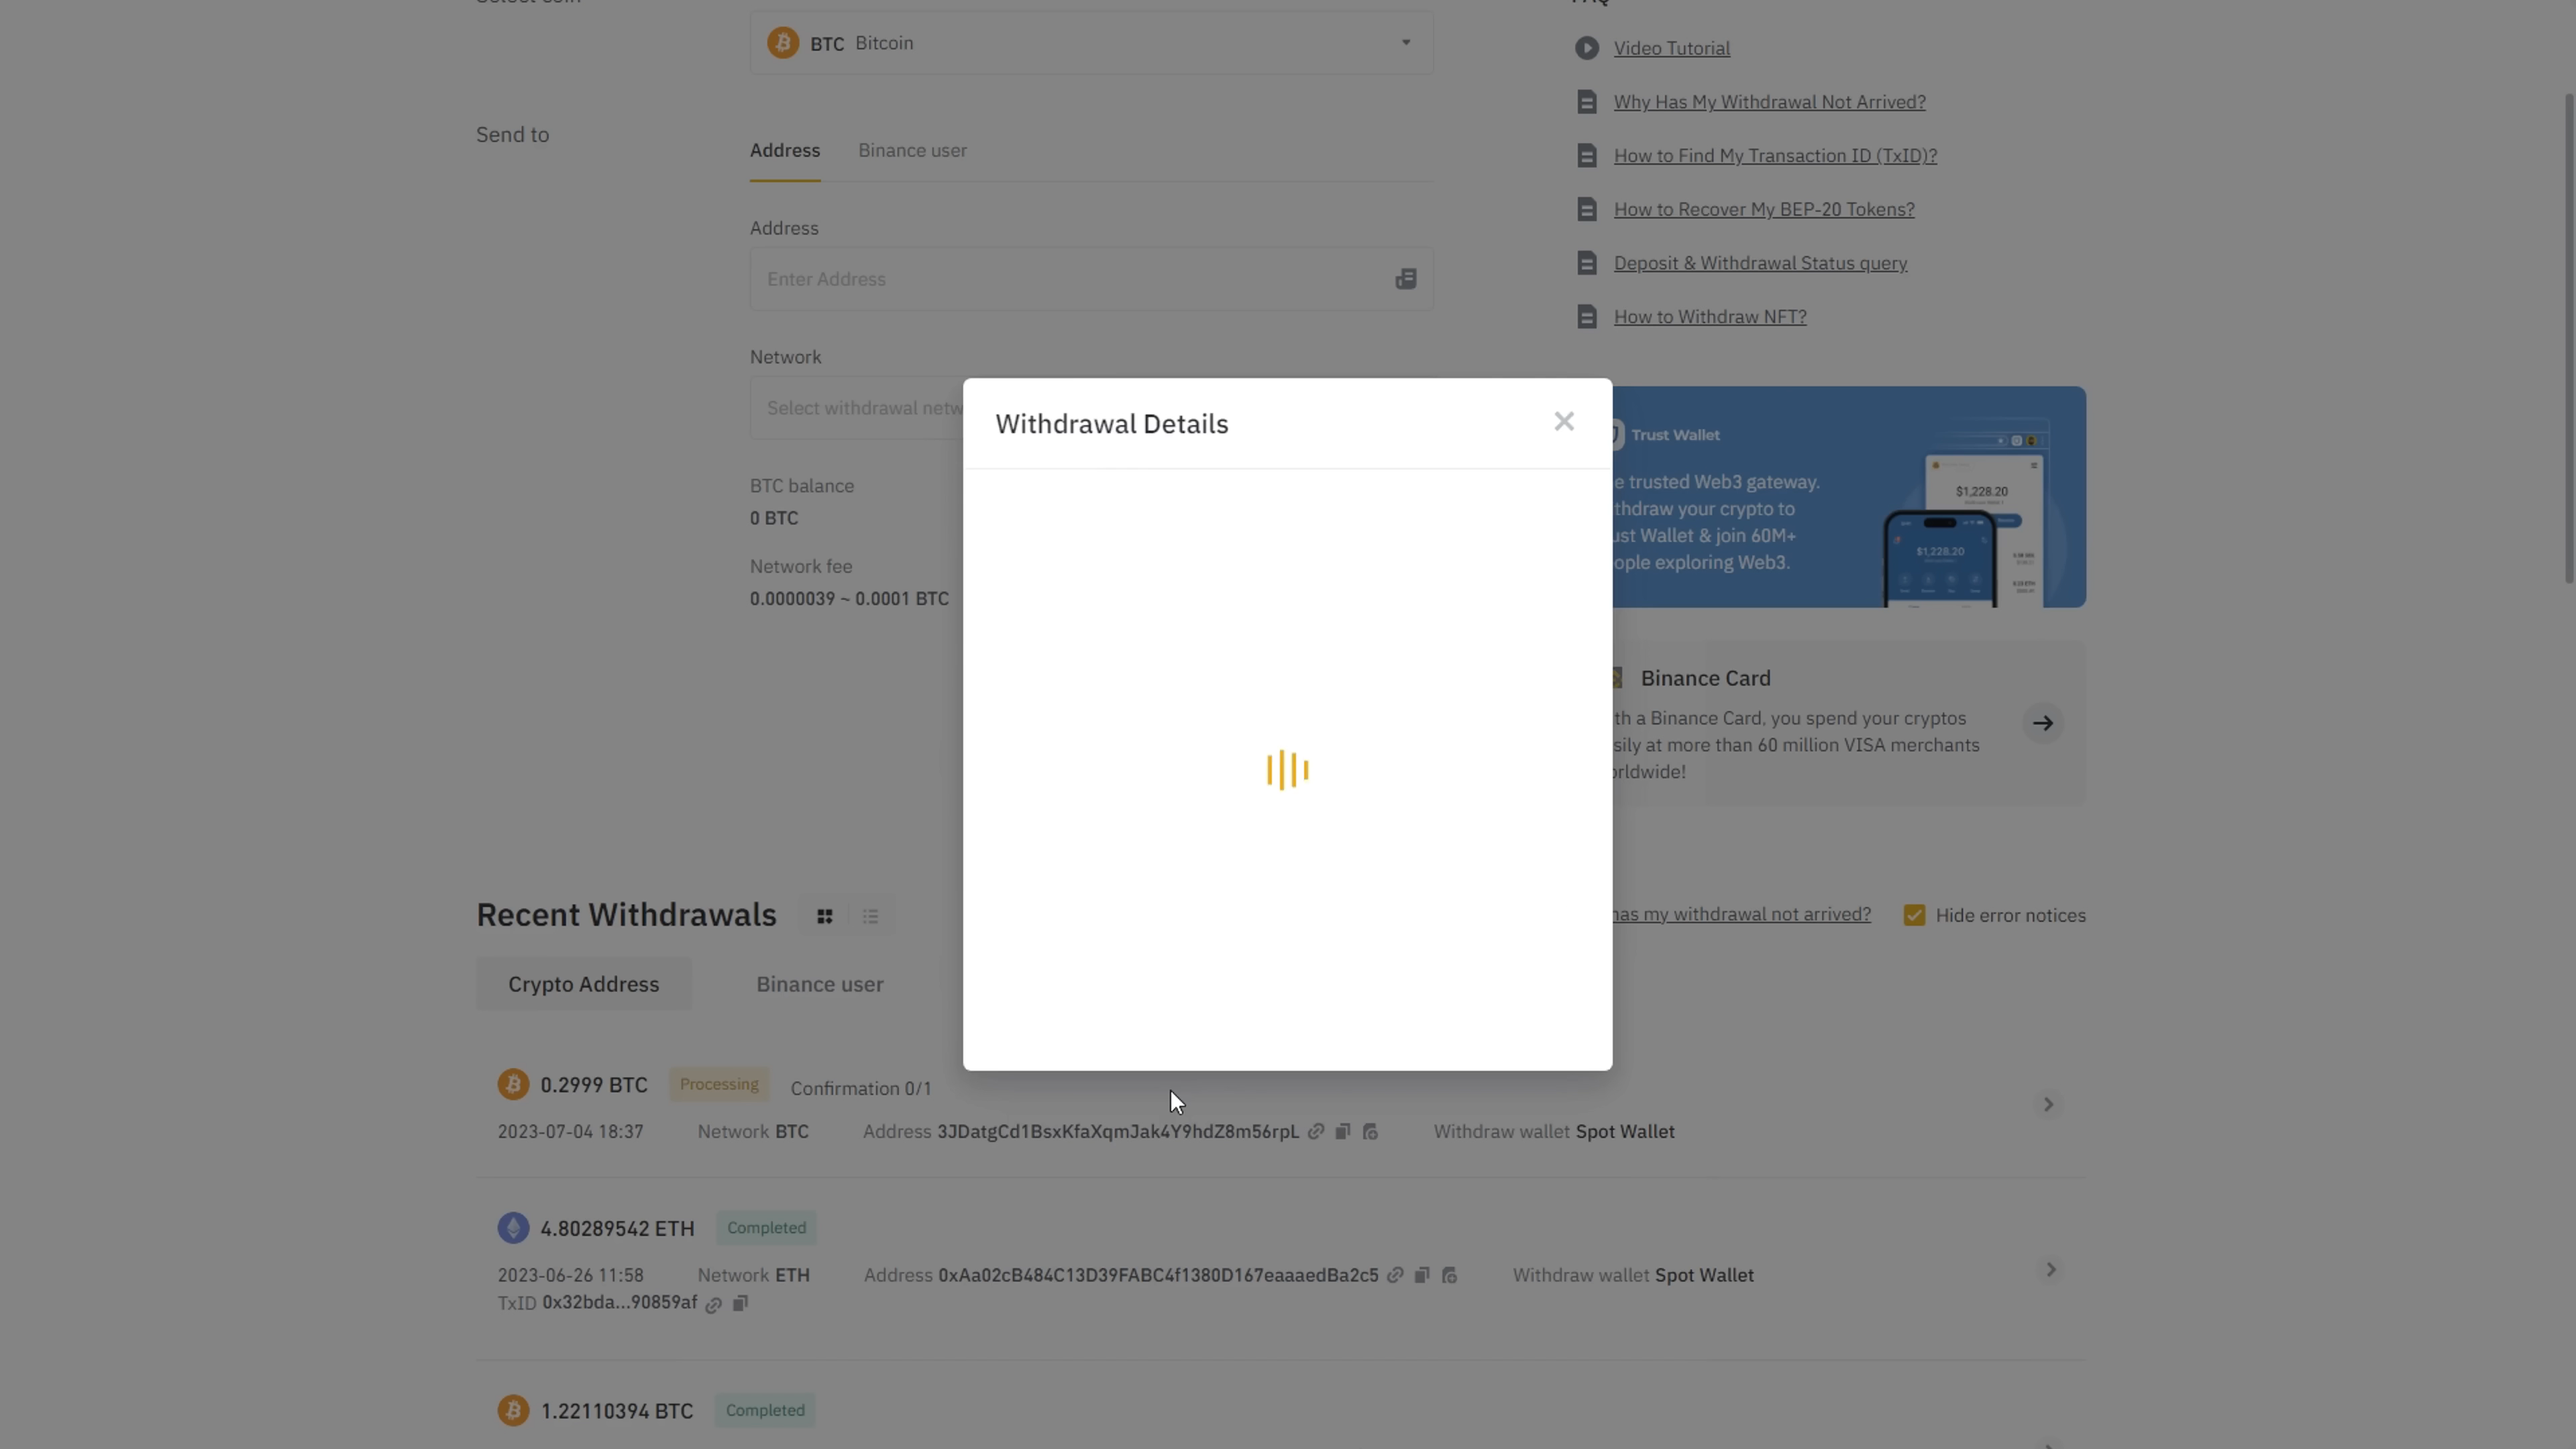 BTC Bitcoin
Send to
Address Binance user
Address
Enter Address
Network
Select withdrawal
BTC balance
0 BTC
Network fee
0.0000039 ~ 0.0001 BTC
FAQ
Video Tutorial
Why Has My Withdrawal Not Arrived?
How to Find My Transaction ID (TxID)?
How to Recover My BEP-20 Tokens?
Deposit & Withdrawal Status query
How to Withdraw NFT?
Withdrawal Details
Trust Wallet
trusted Web3 gateway.
your crypto to
Wallet & join 60M+
exploring Web3.
$1,228.20
$1,228.20
Binance Card
a Binance Card, you spend your cryptos
at more than 60 million VISA merchants
Recent Withdrawals
has my withdrawal not arrived? Hide error notices
Crypto Address Binance user
0.2999 BTC Processing Confirmation 0/1
2023-07-04 18:37 Network BTC Address 3JDatgCd1BsxKfaXqmJak4Y9hdZ8m56rpL Withdraw wallet Spot Wallet
4.80289542 ETH Completed
2023-06-26 11:58 Network ETH Address 0xAa02cB484C13D39FABC4f1380D167eaaaedBa2c5 Withdraw wallet Spot Wallet
TxID 0x32bda...90859af
1.22110394 BTC Completed